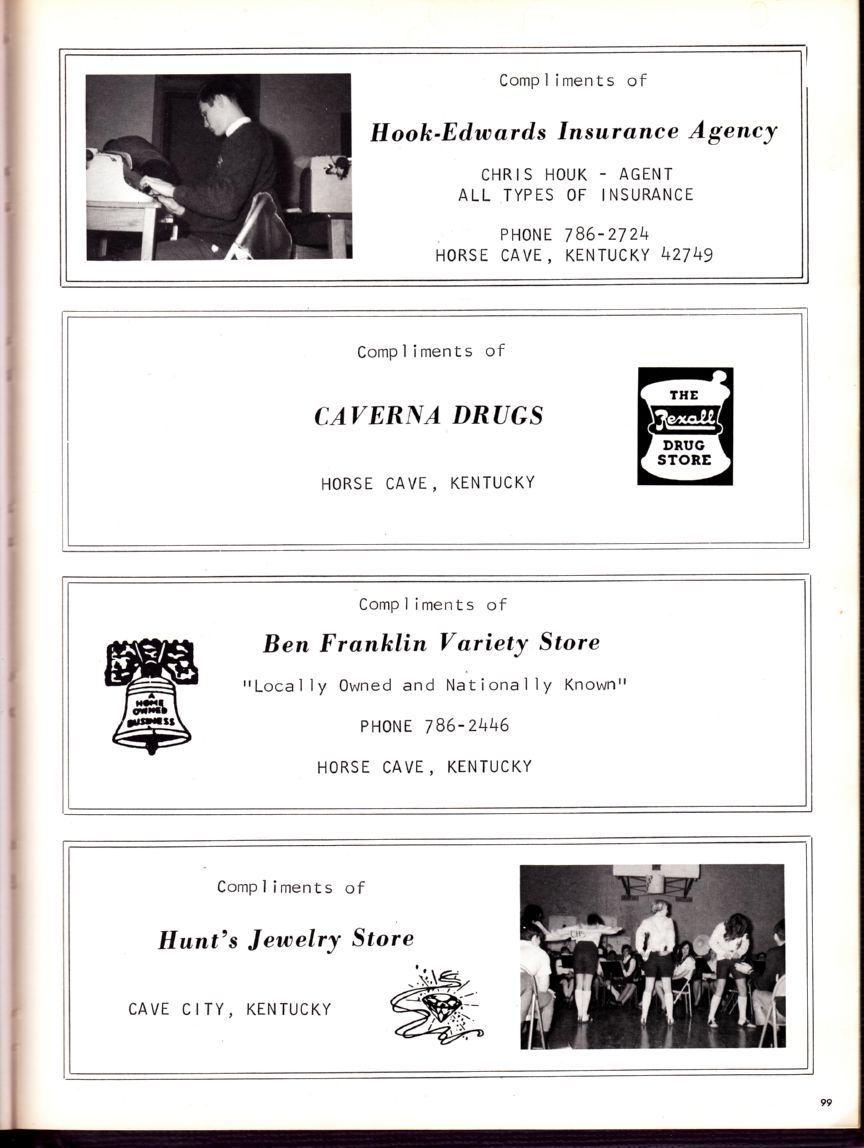 Compliments of
Hook-Edwards Insurance Agency
CHRIS HOUK - AGENT
ALL TYPES OF INSURANCE
PHONE 786-2724
HORSE CAVE, KENTUCKY 42749
Compliments of
CAVERNA DRUGS
HORSE CAVE, KENTUCKY
THE
Rexall
DRUG
STORE
Compliments of
Ben Franklin Variety Store
"Locally Owned and Nationally Known"
PHONE 786-2446
HORSE CAVE, KENTUCKY
A
HOME
OWNED
BUSINESS
Compliments of
Hunt's Jewelry Store
CAVE CITY, KENTUCKY
CHS
99